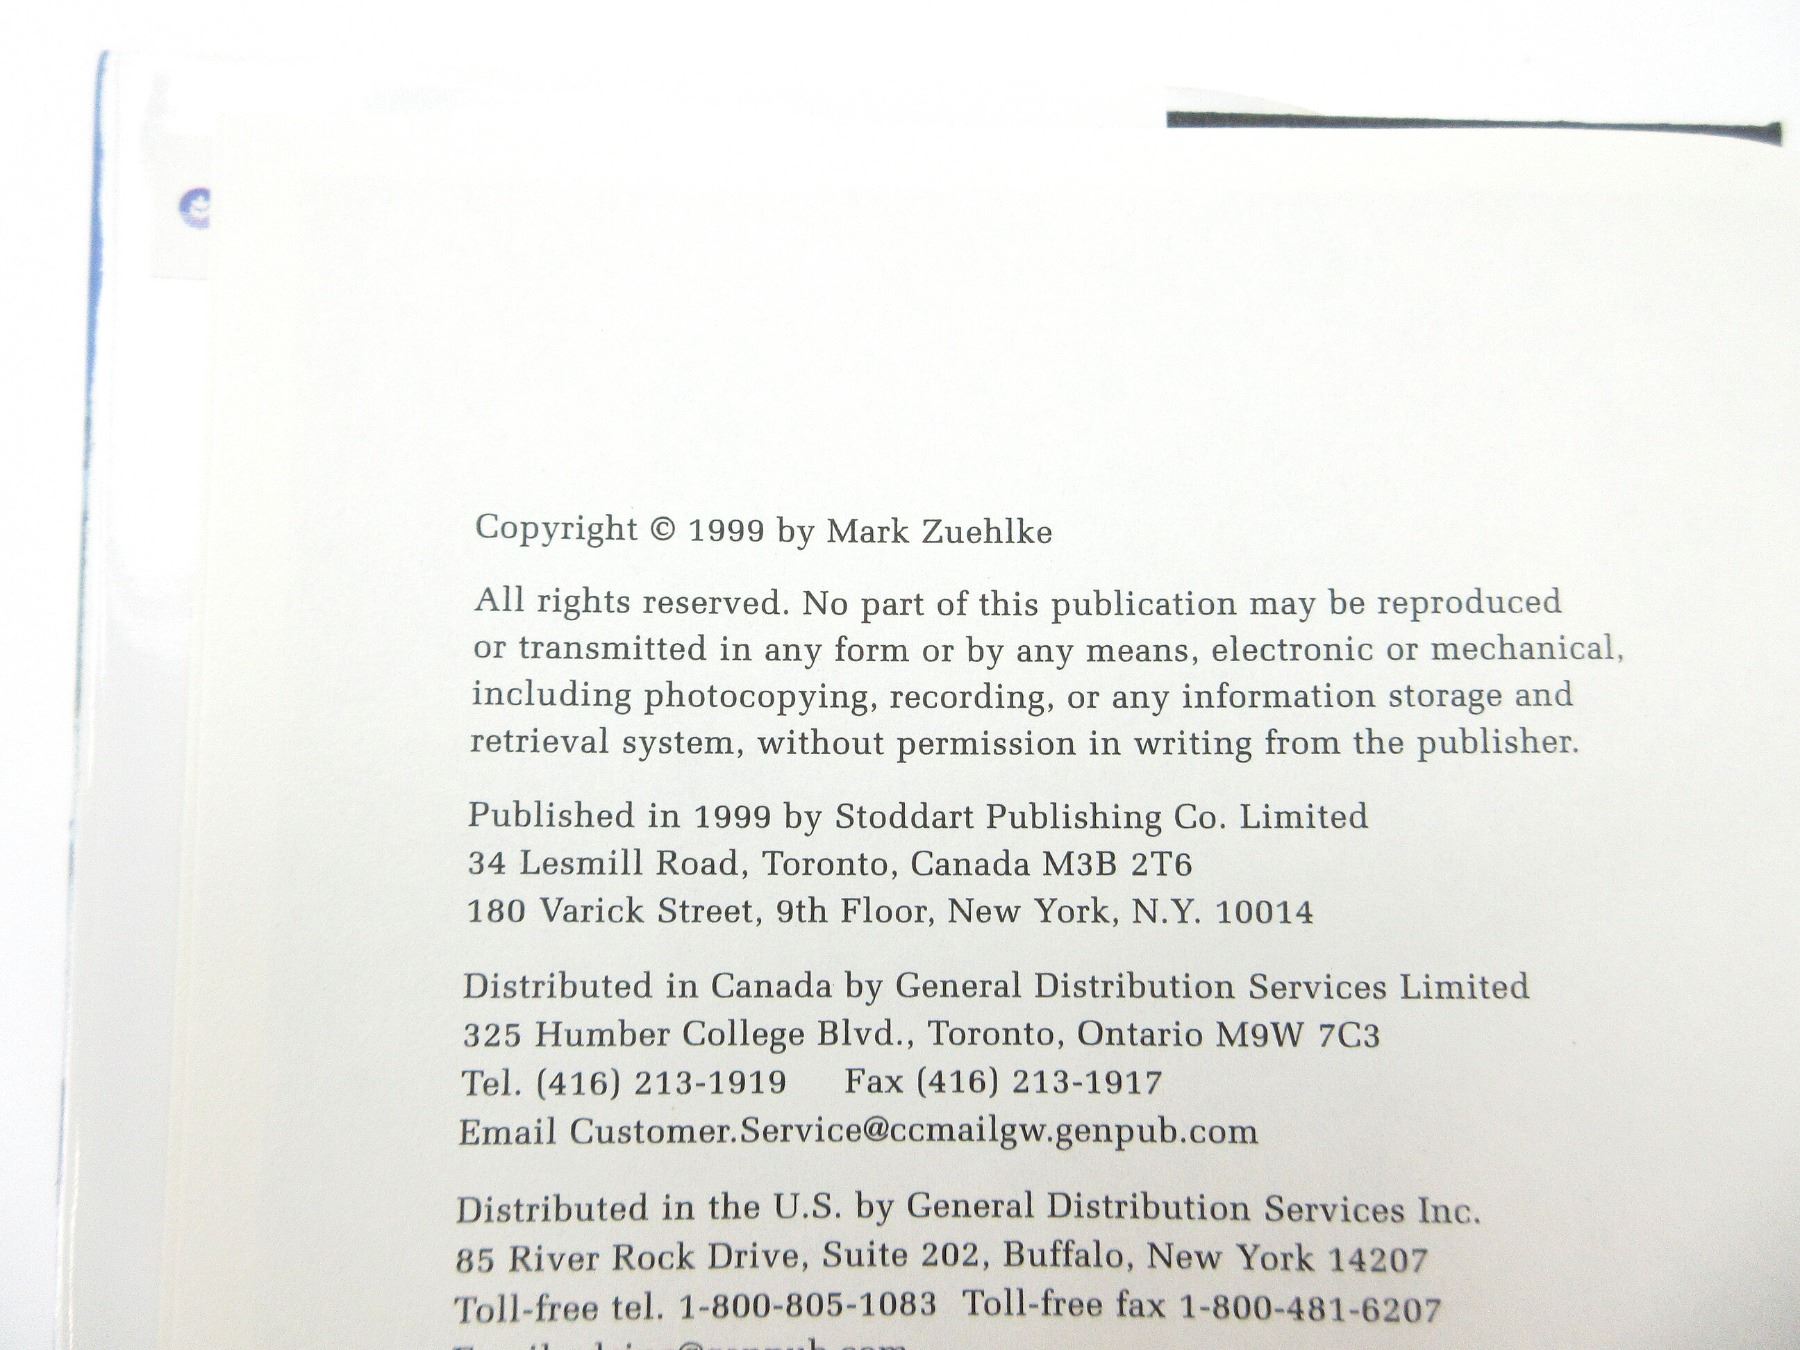 Copyright © 1999 by Mark Zuehlke
All rights reserved. No part of this publication may be reproduced
or transmitted in any form or by any means, electronic or mechanical,
including photocopying, recording, or any information storage and
retrieval system, without permission in writing from the publisher.
Published in 1999 by Stoddart Publishing Co. Limited
34 Lesmill Road, Toronto, Canada M3B 2T6
180 Varick Street, 9th Floor, New York, N.Y. 10014
Distributed in Canada by General Distribution Services Limited
325 Humber College Blvd., Toronto, Ontario M9W 7C3
Tel. (416) 213-1919 Fax (416) 213-1917
Email Customer.Service@ccmailgw.genpub.com
Distributed in the U.S. by General Distribution Services Inc.
85 River Rock Drive, Suite 202, Buffalo, New York 14207
Toll-free tel. 1-800-805-1083 Toll-free fax 1-800-481-6207